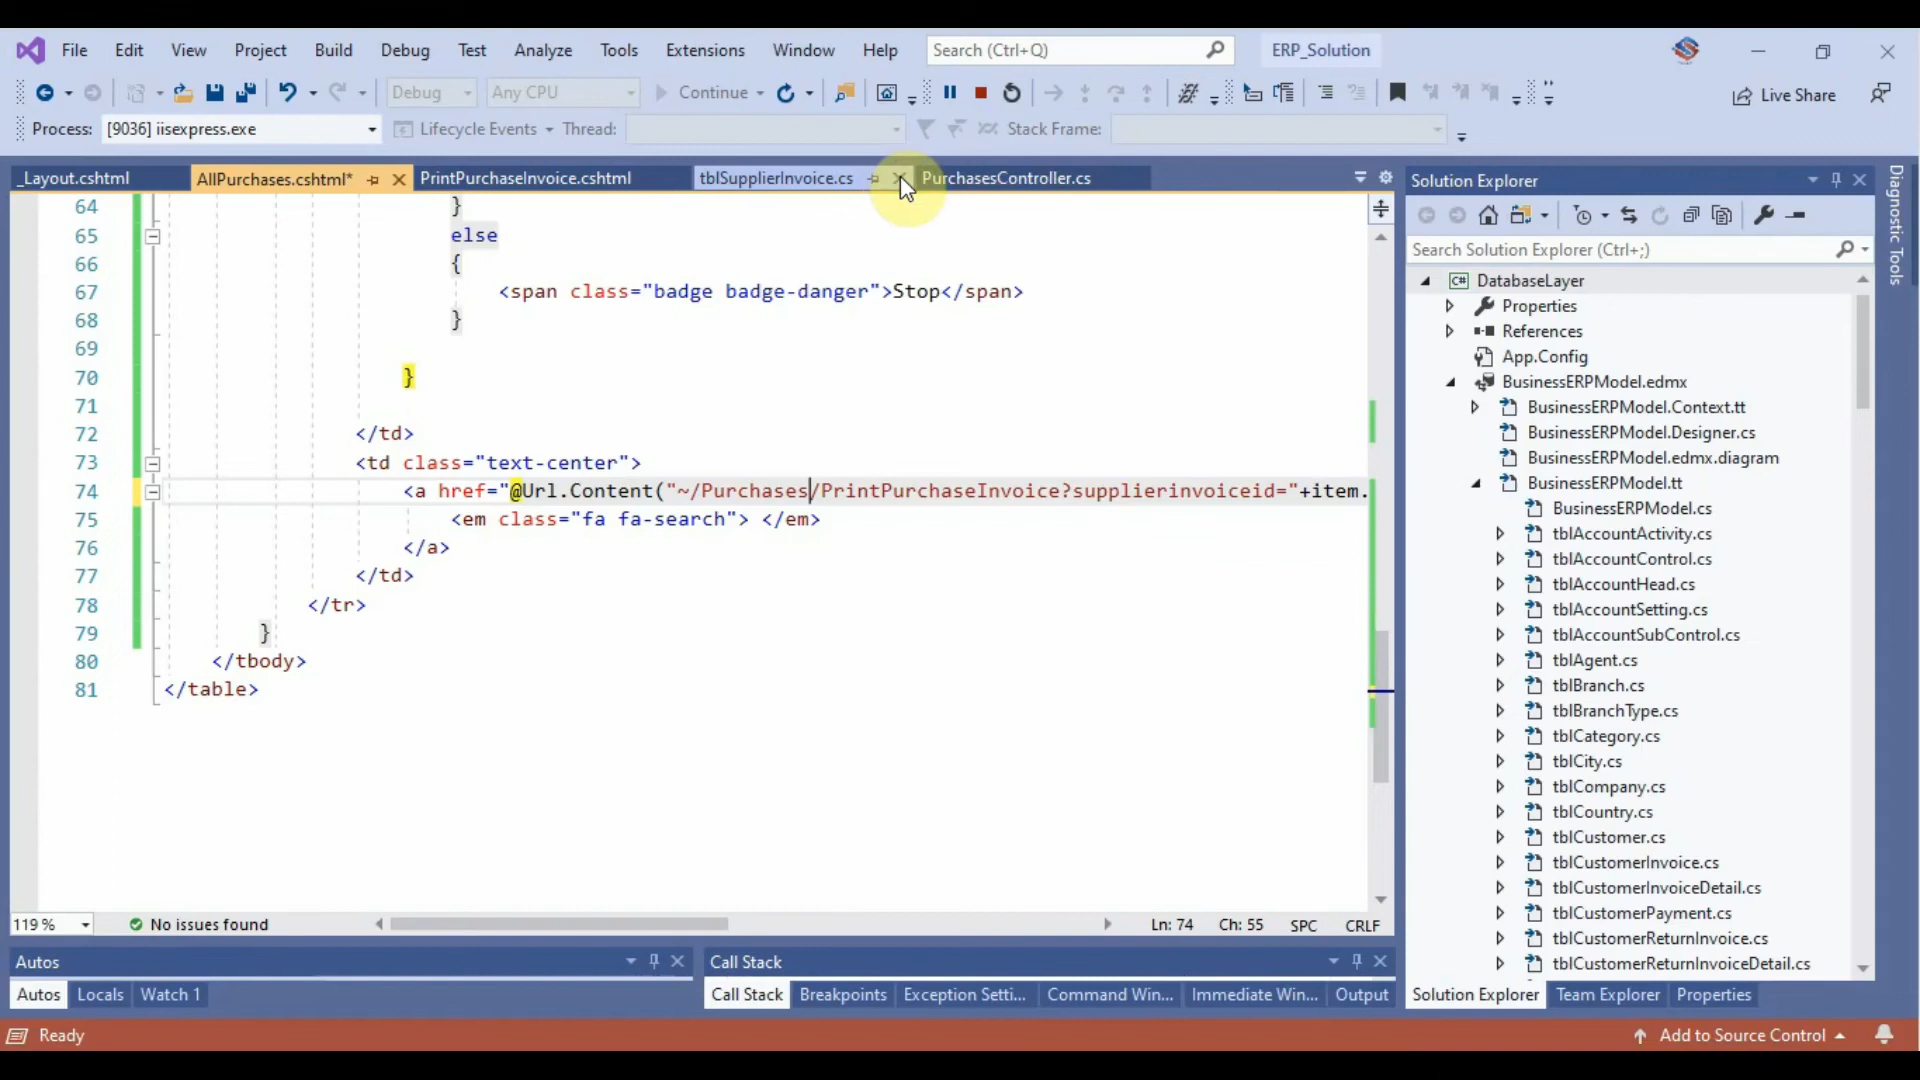 File Edit View Project Build Debug Test Analyze Tools Extensions Window Help Search (Ctrl+Q) ERP_Solution
Debug Any CPU Continue Live Share
Process: [9036] iisexpress.exe Lifecycle Events Thread: Stack Frame:
_Layout.cshtml AllPurchases.cshtml* PrintPurchaseInvoice.cshtml tblSupplierInvoice.cs PurchasesController.cs
64 }
65 else
66 {
67 <span class="badge badge-danger">Stop</span>
68 }
69
70 }
71
72 </td>
73 <td class="text-center">
74 <a href="@Url.Content("~/Purchases/PrintPurchaseInvoice?supplierinvoiceid="+item.
75 <em class="fa fa-search"> </em>
76 </a>
77 </td>
78 </tr>
79 }
80 </tbody>
81 </table>
119 % No issues found Ln: 74 Ch: 55 SPC CRLF
Autos
Autos Locals Watch 1
Call Stack
Call Stack Breakpoints Exception Setti... Command Win... Immediate Win... Output
Solution Explorer
Search Solution Explorer (Ctrl+;)
C# DatabaseLayer
Properties
References
App.Config
BusinessERPModel.edmx
BusinessERPModel.Context.tt
BusinessERPModel.Designer.cs
BusinessERPModel.edmx.diagram
BusinessERPModel.tt
BusinessERPModel.cs
tblAccountActivity.cs
tblAccountControl.cs
tblAccountHead.cs
tblAccountSetting.cs
tblAccountSubControl.cs
tblAgent.cs
tblBranch.cs
tblBranchType.cs
tblCategory.cs
tblCity.cs
tblCompany.cs
tblCountry.cs
tblCustomer.cs
tblCustomerInvoice.cs
tblCustomerInvoiceDetail.cs
tblCustomerPayment.cs
tblCustomerReturnInvoice.cs
tblCustomerReturnInvoiceDetail.cs
Solution Explorer Team Explorer Properties
Diagnostic Tools
Ready Add to Source Control